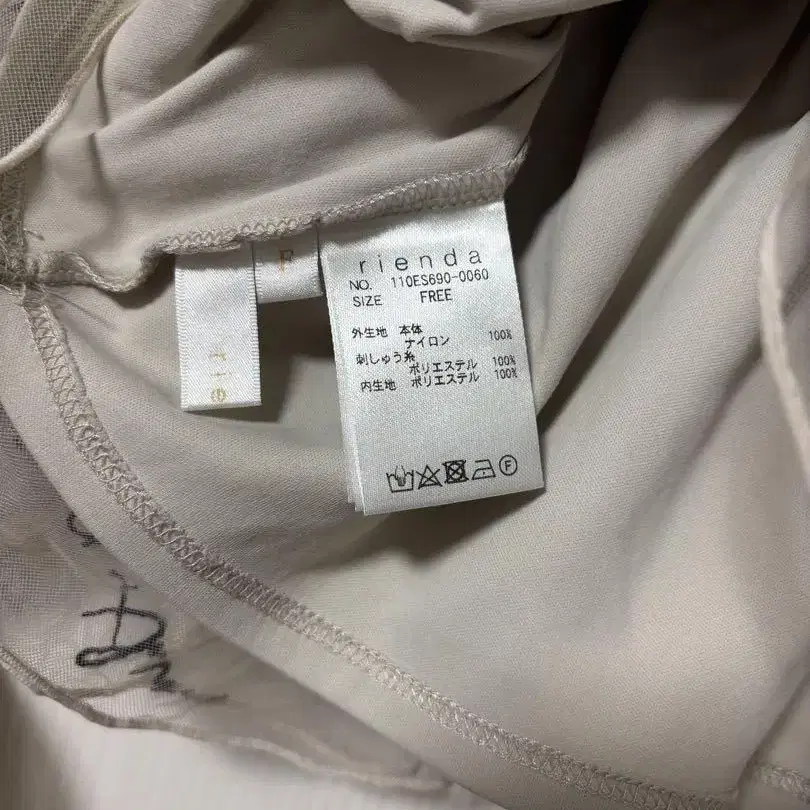 F
rie
rienda
NO. 110ES690-0060
SIZE FREE
外生地 本体
ナイロン 100%
刺しゅう糸
ポリエステル 100%
内生地 ポリエステル 100%
F